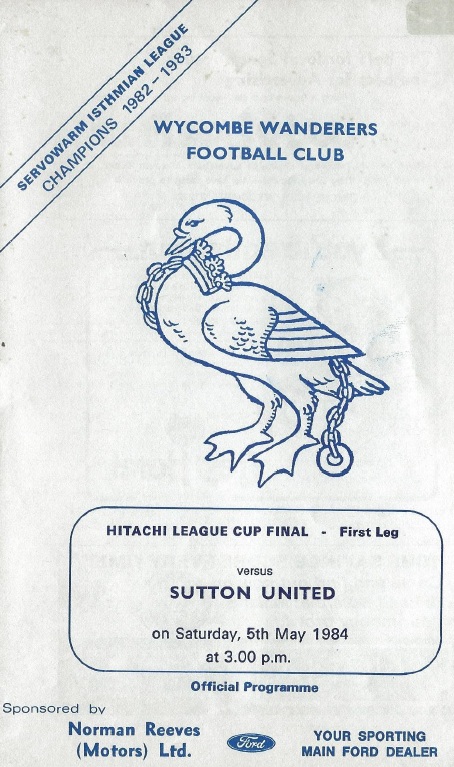 SERVOWARM ISTHMIAN LEAGUE
CHAMPIONS 1982-1983
WYCOMBE WANDERERS
FOOTBALL CLUB
HITACHI LEAGUE CUP FINAL - First Leg
versus
SUTTON UNITED
on Saturday, 5th May 1984
at 3.00 p.m.
Official Programme
Sponsored by
Norman Reeves
(Motors) Ltd.
Ford
YOUR SPORTING
MAIN FORD DEALER